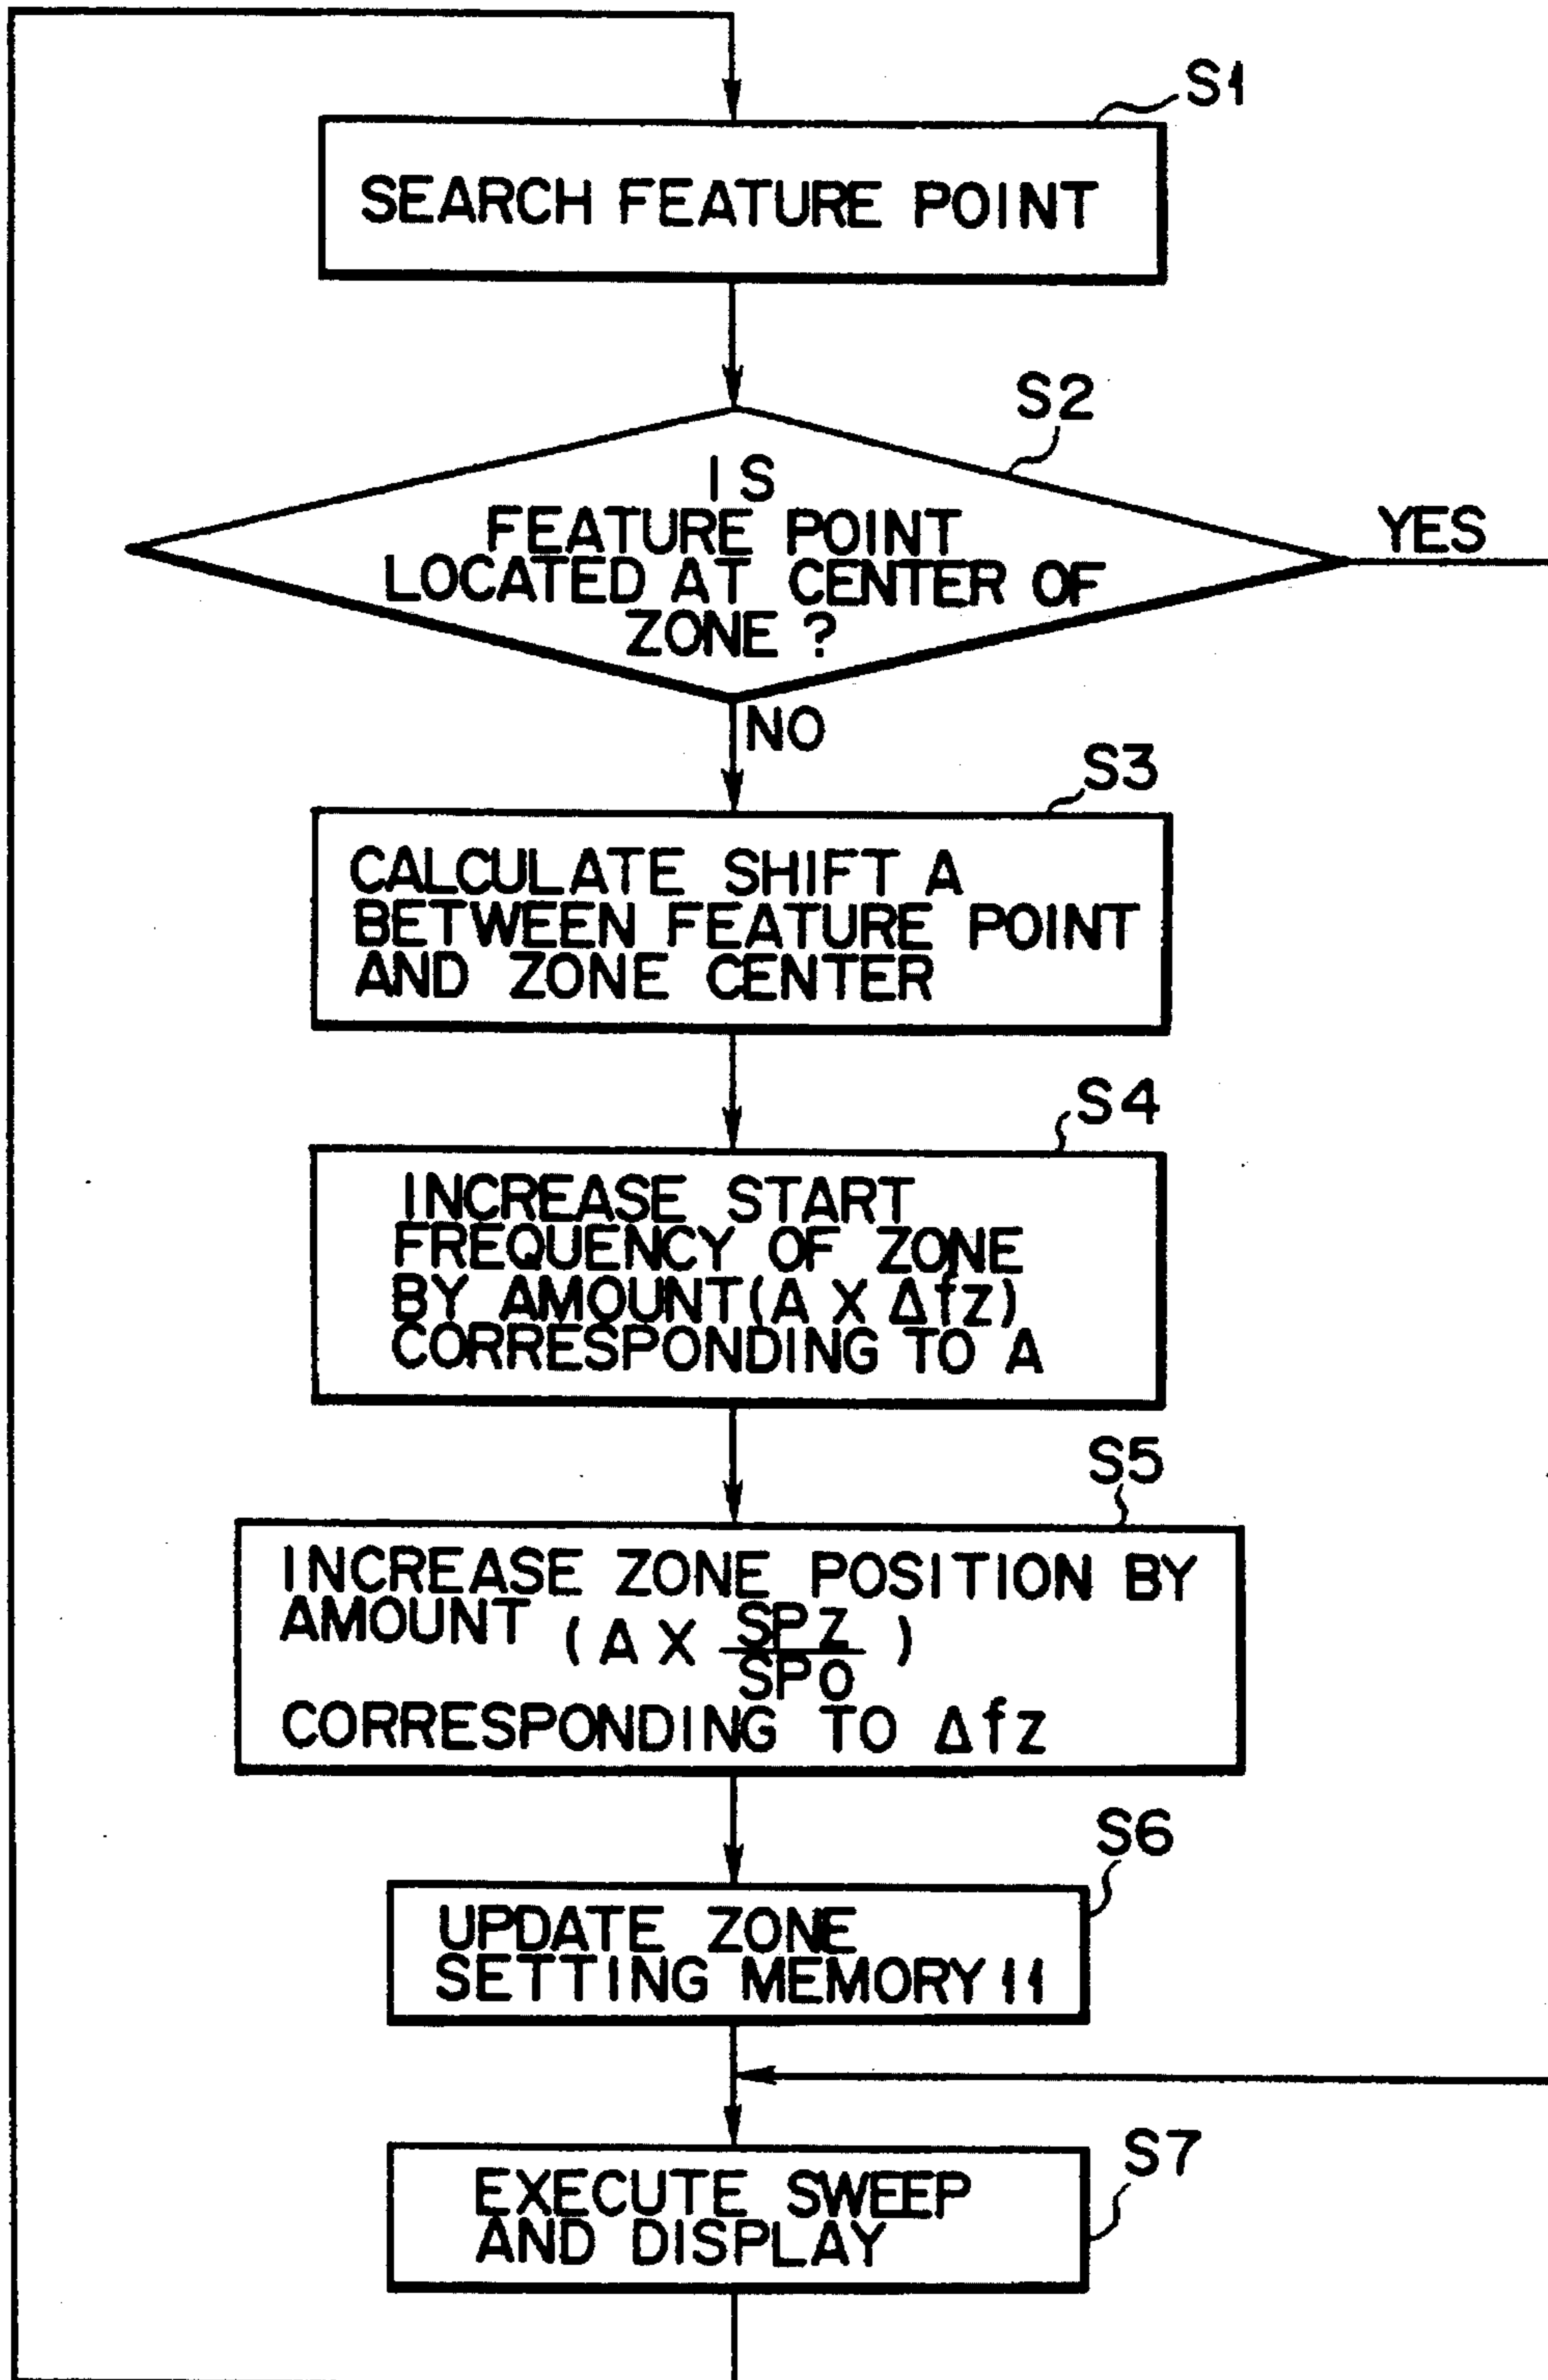 S1
SEARCH FEATURE POINT
S2
IS
FEATURE POINT
LOCATED AT CENTER OF
ZONE ?
YES
NO
S3
CALCULATE SHIFT A
BETWEEN FEATURE POINT
AND ZONE CENTER
S4
INCREASE START
FREQUENCY OF ZONE
BY AMOUNT (A X Δfz)
CORRESPONDING TO A
S5
INCREASE ZONE POSITION BY
AMOUNT (A X SPZ/SPO)
CORRESPONDING TO Δfz
S6
UPDATE ZONE
SETTING MEMORY 11
S7
EXECUTE SWEEP
AND DISPLAY